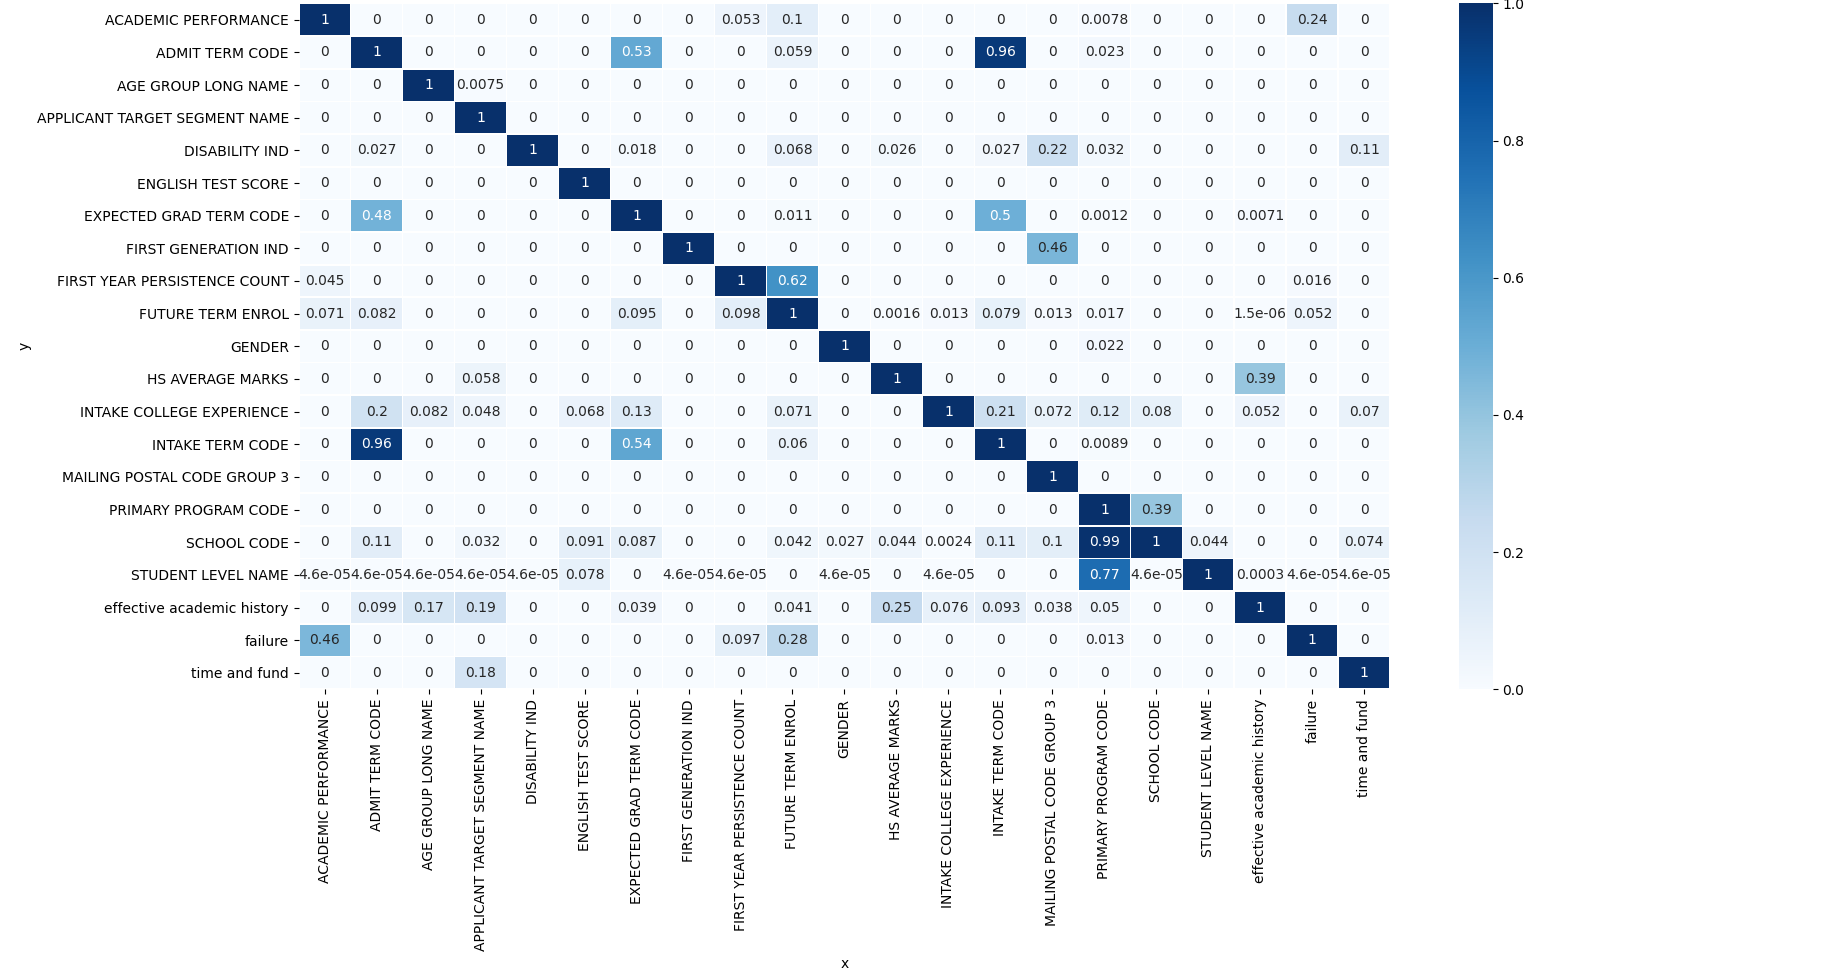 ACADEMIC PERFORMANCE 1 0 0 0 0 0 0 0 0.053 0.1 0 0 0 0 0 0.0078 0 0 0 0.24 0 1.0
ADMIT TERM CODE 0 1 0 0 0 0 0.53 0 0 0.059 0 0 0 0.96 0 0.023 0 0 0 0 0
AGE GROUP LONG NAME 0 0 1 0.0075 0 0 0 0 0 0 0 0 0 0 0 0 0 0 0 0 0
APPLICANT TARGET SEGMENT NAME 0 0 0 1 0 0 0 0 0 0 0 0 0 0 0 0 0 0 0 0 0
DISABILITY IND 0 0.027 0 0 1 0 0.018 0 0 0.068 0 0.026 0 0.027 0.22 0.032 0 0 0 0 0.11 0.8
ENGLISH TEST SCORE 0 0 0 0 0 1 0 0 0 0 0 0 0 0 0 0 0 0 0 0 0
EXPECTED GRAD TERM CODE 0 0.48 0 0 0 0 1 0 0 0.011 0 0 0 0.5 0 0.0012 0 0 0.0071 0 0
FIRST GENERATION IND 0 0 0 0 0 0 0 1 0 0 0 0 0 0 0.46 0 0 0 0 0 0
FIRST YEAR PERSISTENCE COUNT 0.045 0 0 0 0 0 0 0 1 0.62 0 0 0 0 0 0 0 0 0 0.016 0 0.6
FUTURE TERM ENROL 0.071 0.082 0 0 0 0 0.095 0 0.098 1 0 0.0016 0.013 0.079 0.013 0.017 0 0 1.5e-06 0.052 0
y
GENDER 0 0 0 0 0 0 0 0 0 0 1 0 0 0 0 0.022 0 0 0 0 0
HS AVERAGE MARKS 0 0 0 0.058 0 0 0 0 0 0 0 1 0 0 0 0 0 0 0.39 0 0
INTAKE COLLEGE EXPERIENCE 0 0.2 0.082 0.048 0 0.068 0.13 0 0 0.071 0 0 1 0.21 0.072 0.12 0.08 0 0.052 0 0.07 0.4
INTAKE TERM CODE 0 0.96 0 0 0 0 0.54 0 0 0.06 0 0 0 1 0 0.0089 0 0 0 0 0
MAILING POSTAL CODE GROUP 3 0 0 0 0 0 0 0 0 0 0 0 0 0 0 1 0 0 0 0 0 0
PRIMARY PROGRAM CODE 0 0 0 0 0 0 0 0 0 0 0 0 0 0 0 1 0.39 0 0 0 0
SCHOOL CODE 0 0.11 0 0.032 0 0.091 0.087 0 0 0.042 0.027 0.044 0.0024 0.11 0.1 0.99 1 0.044 0 0 0.074 0.2
STUDENT LEVEL NAME 4.6e-05 4.6e-05 4.6e-05 4.6e-05 4.6e-05 0.078 0 4.6e-05 4.6e-05 0 4.6e-05 0 4.6e-05 0 0 0.77 4.6e-05 1 0.0003 4.6e-05 4.6e-05
effective academic history 0 0.099 0.17 0.19 0 0 0.039 0 0 0.041 0 0.25 0.076 0.093 0.038 0.05 0 0 1 0 0
failure 0.46 0 0 0 0 0 0 0 0.097 0.28 0 0 0 0 0 0.013 0 0 0 1 0
time and fund 0 0 0 0.18 0 0 0 0 0 0 0 0 0 0 0 0 0 0 0 0 1 0.0
ACADEMIC PERFORMANCE
ADMIT TERM CODE
AGE GROUP LONG NAME
APPLICANT TARGET SEGMENT NAME
DISABILITY IND
ENGLISH TEST SCORE
EXPECTED GRAD TERM CODE
FIRST GENERATION IND
FIRST YEAR PERSISTENCE COUNT
FUTURE TERM ENROL
GENDER
HS AVERAGE MARKS
INTAKE COLLEGE EXPERIENCE
INTAKE TERM CODE
MAILING POSTAL CODE GROUP 3
PRIMARY PROGRAM CODE
SCHOOL CODE
STUDENT LEVEL NAME
effective academic history
failure
time and fund
x